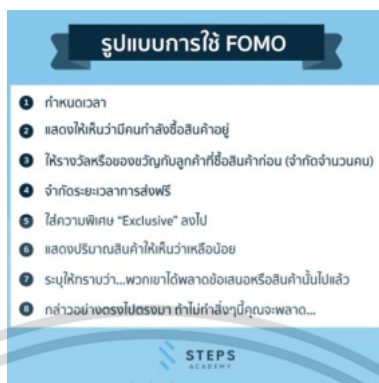 รูปแบบการใช้ FOMO
1 กำหนดเวลา
2 แสดงให้เห็นว่ามีคนกำลังซื้อสินค้าอยู่
3 ให้รางวัลหรือของขวัญกับลูกค้าที่ซื้อสินค้าก่อน (จำกัดจำนวนคน)
4 จำกัดระยะเวลาการส่งฟรี
5 ใส่ความพิเศษ “Exclusive” ลงไป
6 แสดงปริมาณสินค้าให้เห็นว่าเหลือน้อย
7 ระบุให้ทราบว่า...พวกเขาได้พลาดข้อเสนอหรือสินค้านั้นไปแล้ว
8 กล่าวอย่างตรงไปตรงมา ถ้าไม่ทำสิ่งๆนี้คุณจะพลาด...
STEPS
ACADEMY